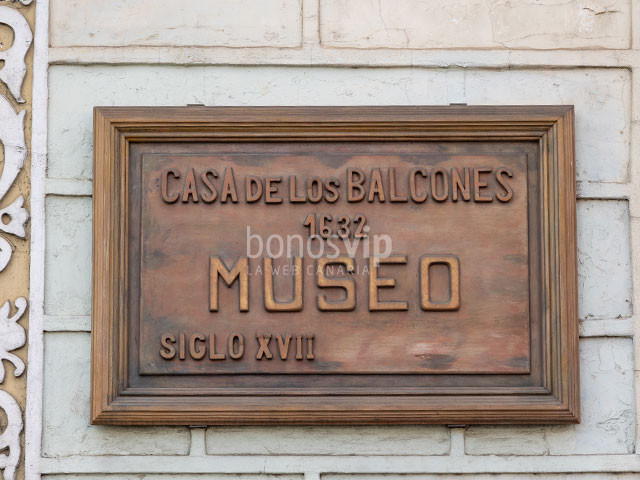 CASA DE LOS BALCONES
1632
bonosvip
LA WEB CANARIA
MUSEO
SIGLO XVII